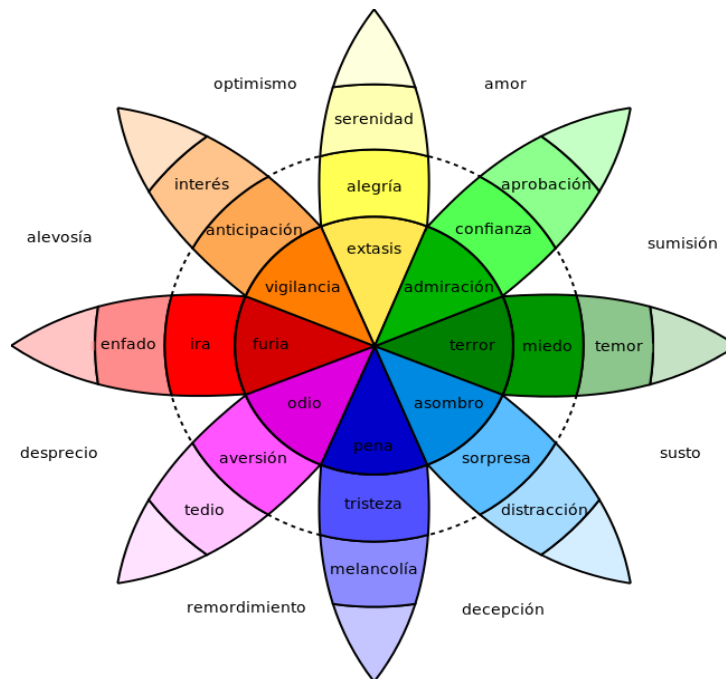 optimismo
amor
serenidad
interés
alegría
aprobación
alevosía
anticipación
confianza
sumisión
extasis
vigilancia
admiración
enfado
ira
furia
terror
miedo
temor
odio
asombro
desprecio
aversión
pena
sorpresa
susto
tedio
tristeza
distracción
melancolía
remordimiento
decepción